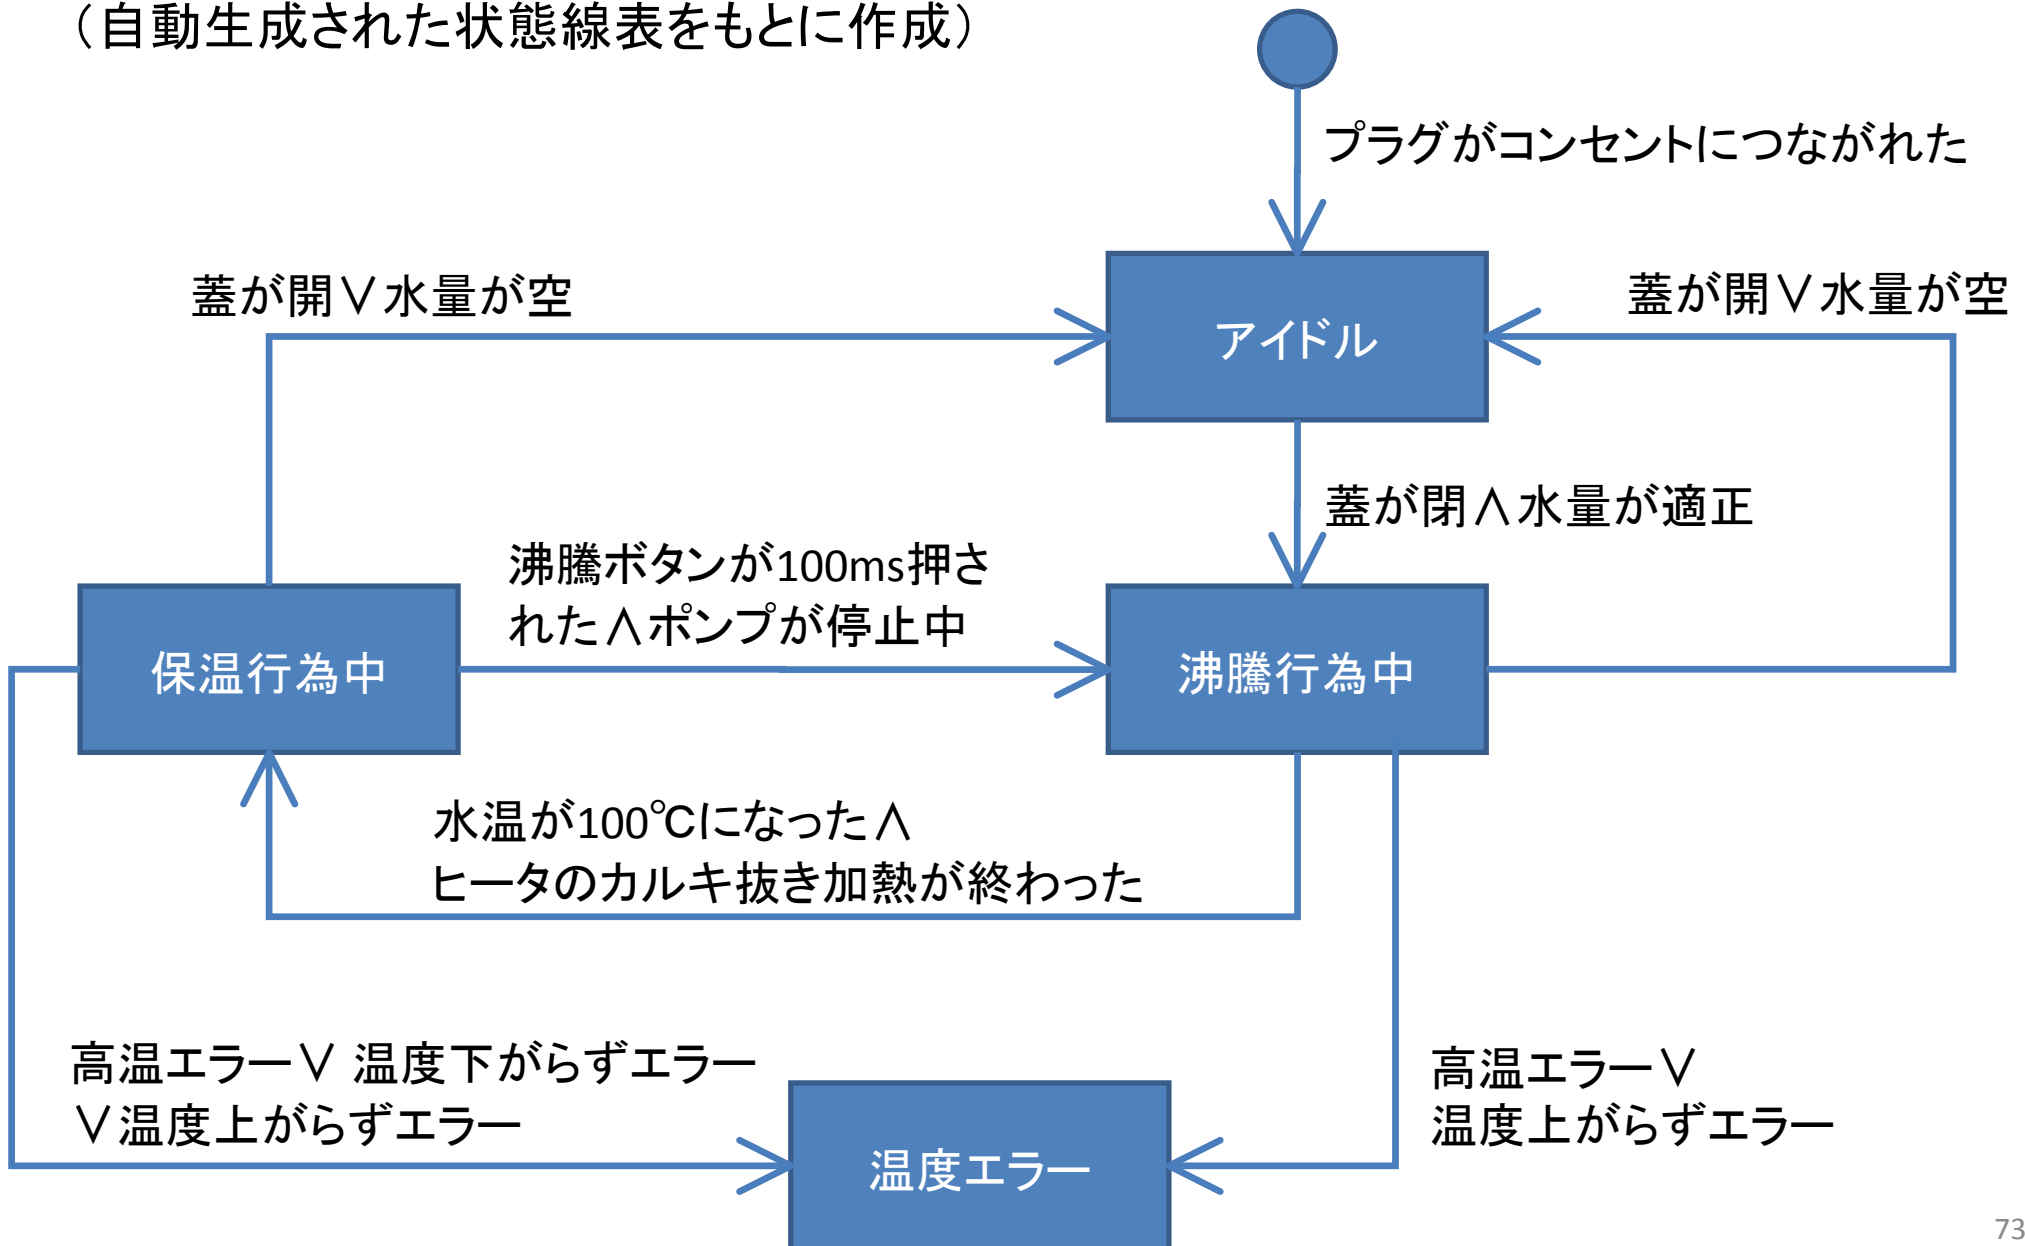 （自動生成された状態線表をもとに作成）
プラグがコンセントにつながれた
蓋が開∨水量が空
蓋が開∨水量が空
アイドル
蓋が閉∧水量が適正
沸騰ボタンが100ms押さ
れた∧ポンプが停止中
保温行為中
沸騰行為中
水温が100℃になった∧
ヒータのカルキ抜き加熱が終わった
高温エラー∨ 温度下がらずエラー
∨温度上がらずエラー
高温エラー∨
温度上がらずエラー
温度エラー
73